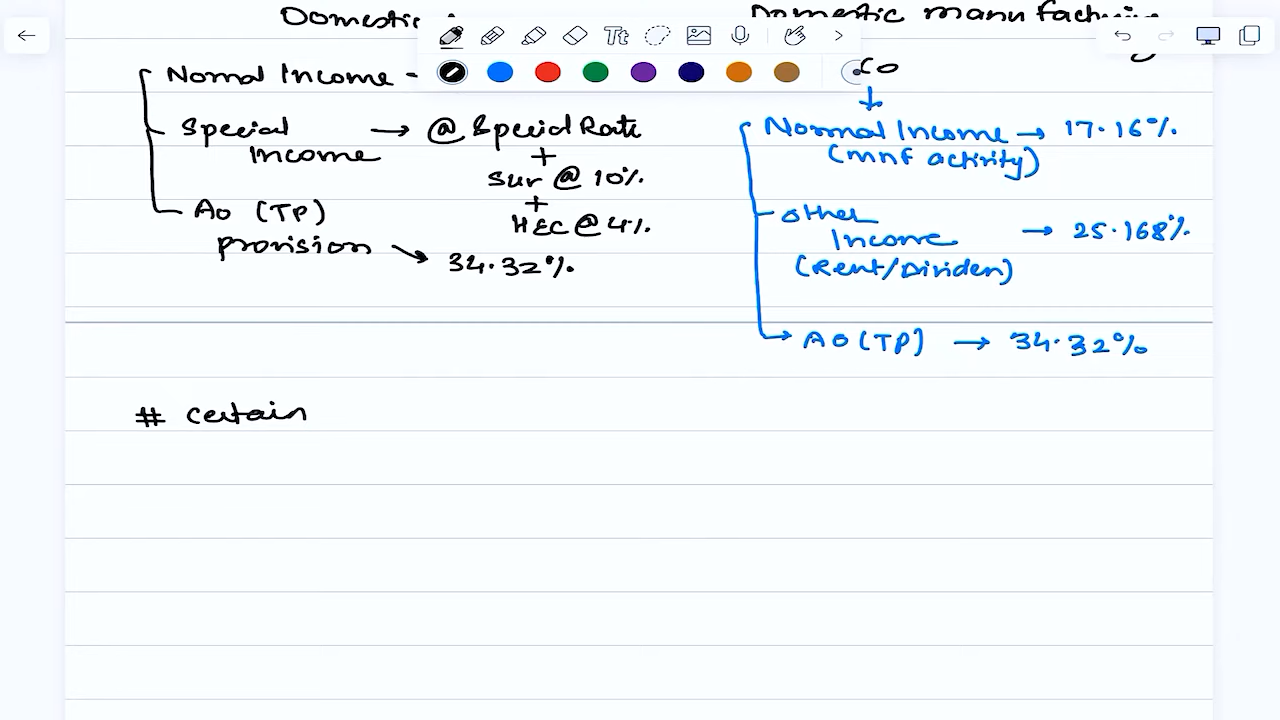 Domestic
Normal Income -
Special Income → @ Special Rate
+
Sur @ 10%
+
HEC @ 4%
AO (TP) provision → 34.32%
Domestic manufacturing
Co
↓
Normal Income → 17.16%
(mnf activity)
Other Income → 25.168%
(Rent/Dividen)
→ AO (TP) → 34.32%
# certain
Tt